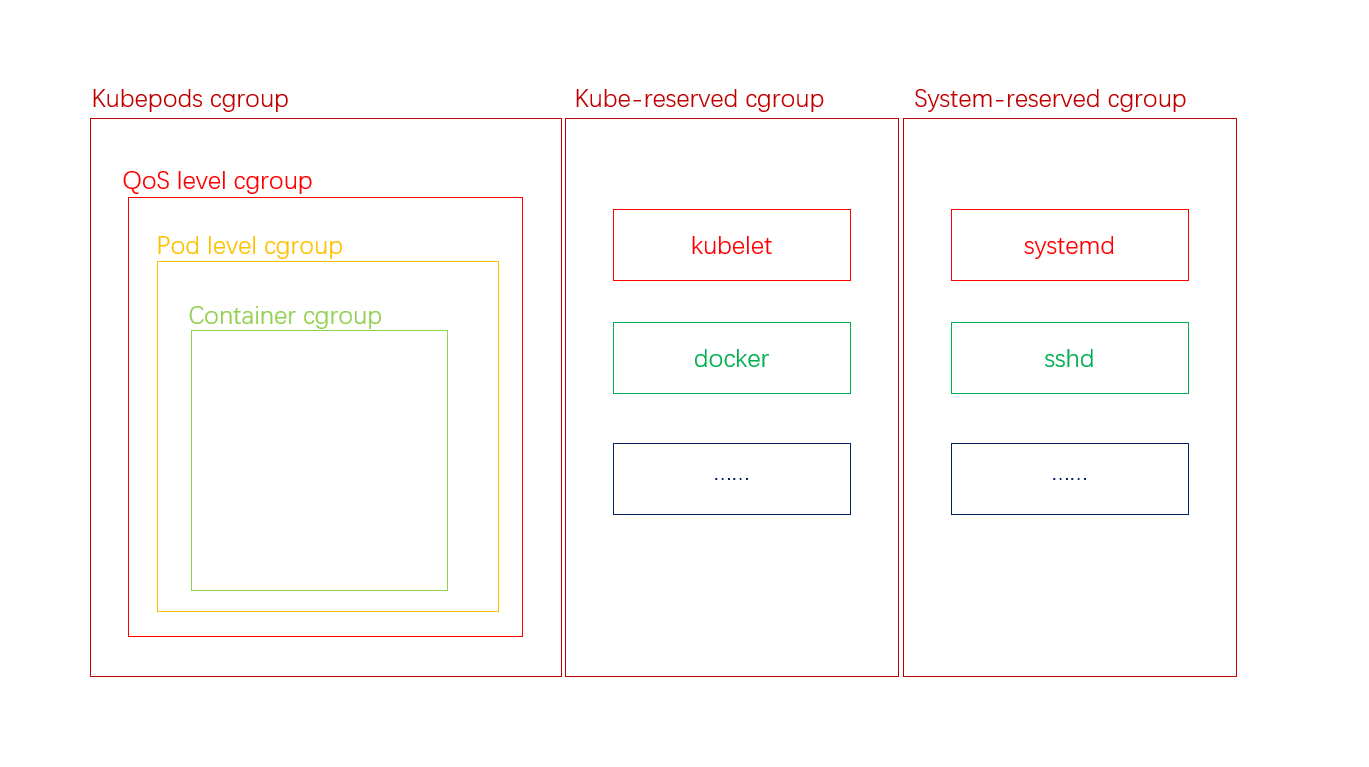 Kubepods cgroup
Kube-reserved cgroup
System-reserved cgroup
QoS level cgroup
Pod level cgroup
Container cgroup
kubelet
docker
……
systemd
sshd
……